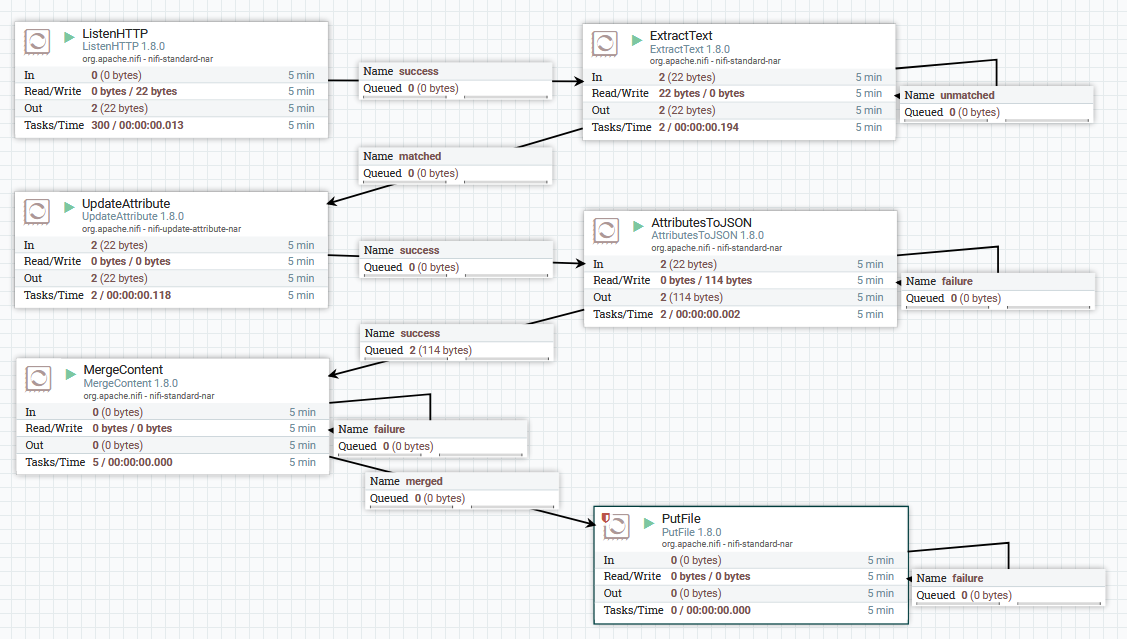 ListenHTTP
ListenHTTP 1.8.0
org.apache.nifi - nifi-standard-nar
In 0 (0 bytes) 5 min
Read/Write 0 bytes / 22 bytes 5 min
Out 2 (22 bytes) 5 min
Tasks/Time 300 / 00:00:00.013 5 min
Name success
Queued 0 (0 bytes)
ExtractText
ExtractText 1.8.0
org.apache.nifi - nifi-standard-nar
In 2 (22 bytes) 5 min
Read/Write 22 bytes / 0 bytes 5 min
Out 2 (22 bytes) 5 min
Tasks/Time 2 / 00:00:00.194 5 min
Name unmatched
Queued 0 (0 bytes)
Name matched
Queued 0 (0 bytes)
UpdateAttribute
UpdateAttribute 1.8.0
org.apache.nifi - nifi-update-attribute-nar
In 2 (22 bytes) 5 min
Read/Write 0 bytes / 0 bytes 5 min
Out 2 (22 bytes) 5 min
Tasks/Time 2 / 00:00:00.118 5 min
Name success
Queued 0 (0 bytes)
AttributesToJSON
AttributesToJSON 1.8.0
org.apache.nifi - nifi-standard-nar
In 2 (22 bytes) 5 min
Read/Write 0 bytes / 114 bytes 5 min
Out 2 (114 bytes) 5 min
Tasks/Time 2 / 00:00:00.002 5 min
Name failure
Queued 0 (0 bytes)
Name success
Queued 2 (114 bytes)
MergeContent
MergeContent 1.8.0
org.apache.nifi - nifi-standard-nar
In 0 (0 bytes) 5 min
Read/Write 0 bytes / 0 bytes 5 min
Out 0 (0 bytes) 5 min
Tasks/Time 5 / 00:00:00.000 5 min
Name failure
Queued 0 (0 bytes)
Name merged
Queued 0 (0 bytes)
PutFile
PutFile 1.8.0
org.apache.nifi - nifi-standard-nar
In 0 (0 bytes) 5 min
Read/Write 0 bytes / 0 bytes 5 min
Out 0 (0 bytes) 5 min
Tasks/Time 0 / 00:00:00.000 5 min
Name failure
Queued 0 (0 bytes)